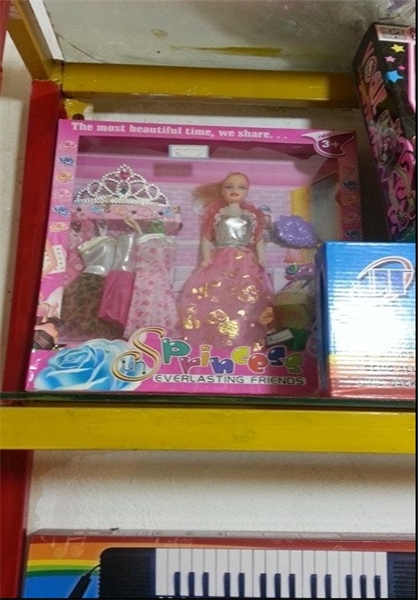 The most beautiful time, we share. . .
3+
Princess
EVERLASTING FRIENDS